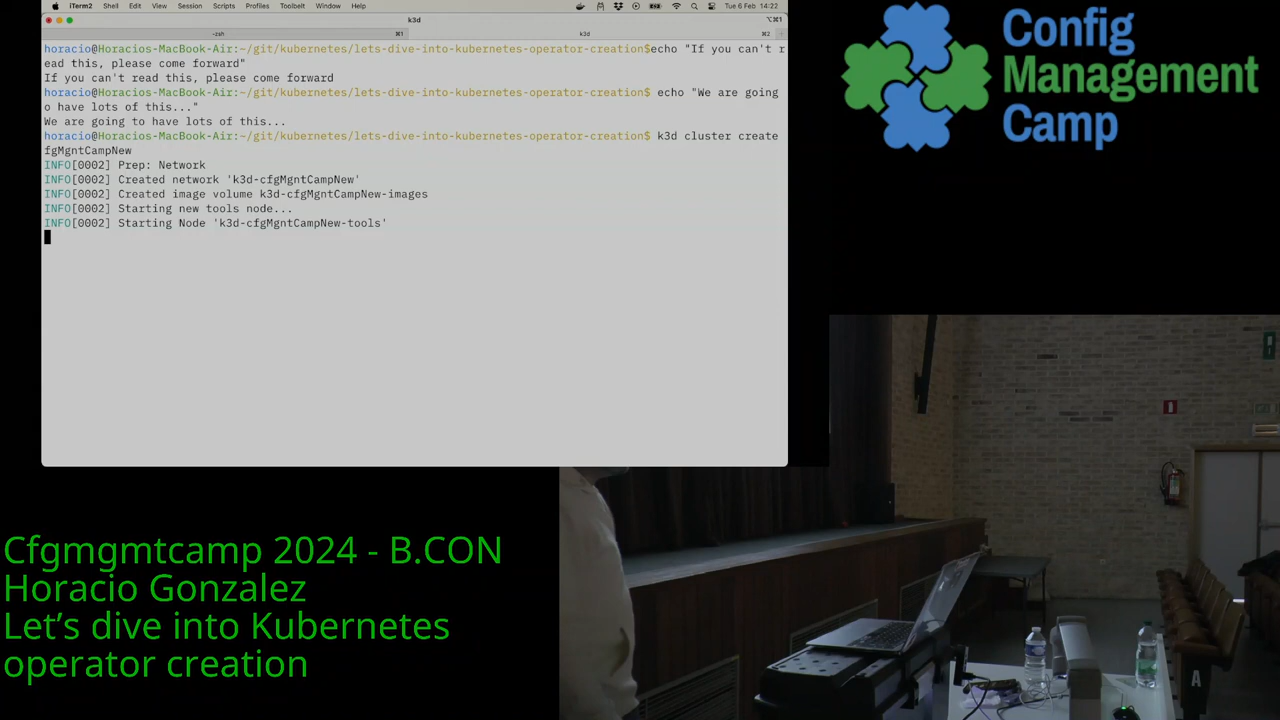 iTerm2 Shell Edit View Session Scripts Profiles Toolbelt Window Help Tue 6 Feb 14:22
k3d ⌥⌘1
-zsh ⌘1 k3d ⌘2
horacio@Horacios-MacBook-Air:~/git/kubernetes/lets-dive-into-kubernetes-operator-creation$echo "If you can't r
ead this, please come forward"
If you can't read this, please come forward
horacio@Horacios-MacBook-Air:~/git/kubernetes/lets-dive-into-kubernetes-operator-creation$ echo "We are going
o have lots of this..."
We are going to have lots of this...
horacio@Horacios-MacBook-Air:~/git/kubernetes/lets-dive-into-kubernetes-operator-creation$ k3d cluster create
fgMgntCampNew
INFO[0002] Prep: Network
INFO[0002] Created network 'k3d-cfgMgntCampNew'
INFO[0002] Created image volume k3d-cfgMgntCampNew-images
INFO[0002] Starting new tools node...
INFO[0002] Starting Node 'k3d-cfgMgntCampNew-tools'
Config
Management
Camp
Cfgmgmtcamp 2024 - B.CON
Horacio Gonzalez
Let's dive into Kubernetes
operator creation
A